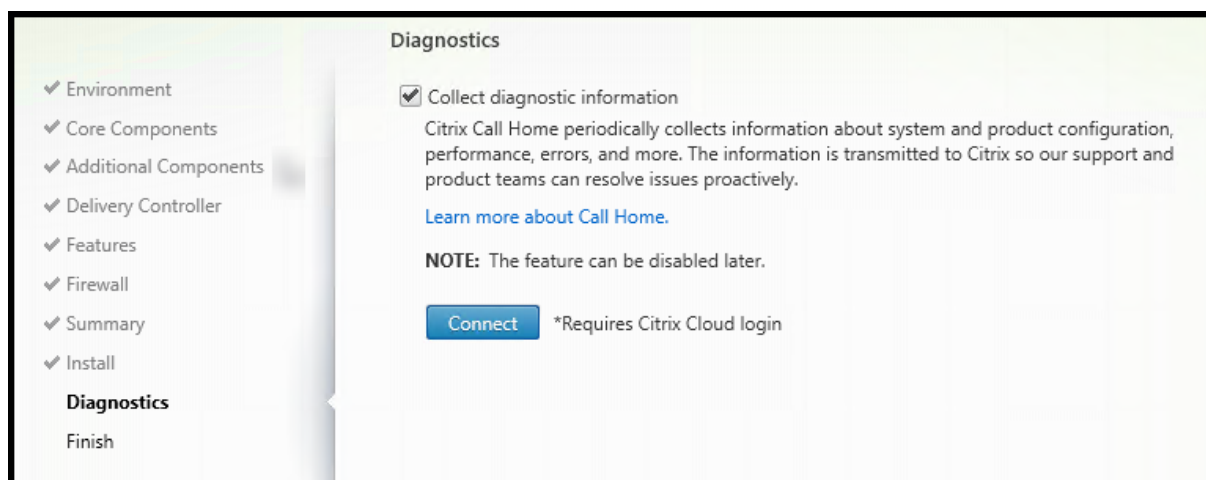 Diagnostics
Environment
Core Components
Additional Components
Delivery Controller
Features
Firewall
Summary
Install
Diagnostics
Finish
Collect diagnostic information
Citrix Call Home periodically collects information about system and product configuration,
performance, errors, and more. The information is transmitted to Citrix so our support and
product teams can resolve issues proactively.
Learn more about Call Home.
NOTE: The feature can be disabled later.
Connect *Requires Citrix Cloud login